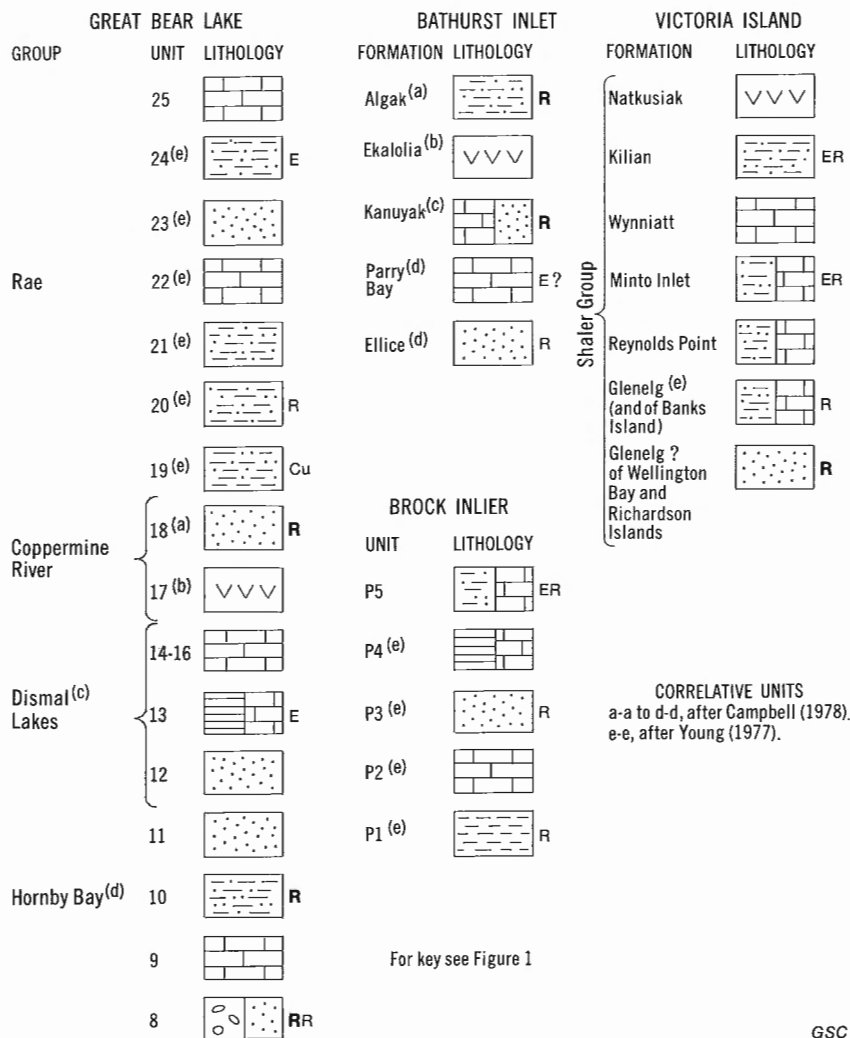 GREAT BEAR LAKE
GROUP UNIT LITHOLOGY
25
24(e) E
23(e)
Rae 22(e)
21(e)
20(e) R
19(e) Cu
Coppermine River
18(a) R
17(b)
Dismal(c) Lakes
14-16
13 E
12
11
Hornby Bay(d) 10 R
9
8 RR
BATHURST INLET
FORMATION LITHOLOGY
Algak(a) R
Ekalolia(b)
Kanuyak(c) R
Parry(d)
Bay E?
Ellice(d) R
BROCK INLIER
UNIT LITHOLOGY
P5 ER
P4(e)
P3(e) R
P2(e)
P1(e) R
For key see Figure 1
VICTORIA ISLAND
FORMATION LITHOLOGY
Shaler Group
Natkusiak
Kilian ER
Wynniatt
Minto Inlet ER
Reynolds Point
Glenelg(e)
(and of Banks R
Island)
Glenelg ?
of Wellington R
Bay and
Richardson
Islands
CORRELATIVE UNITS
a-a to d-d, after Campbell (1978).
e-e, after Young (1977).
GSC